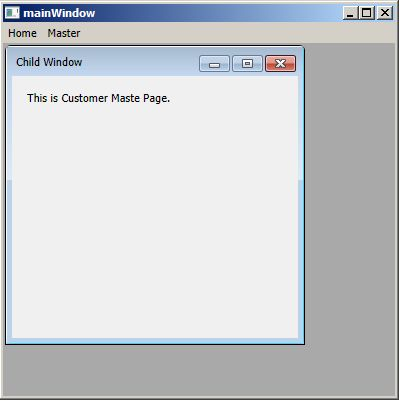 mainWindow
Home Master
Child Window
This is Customer Maste Page.